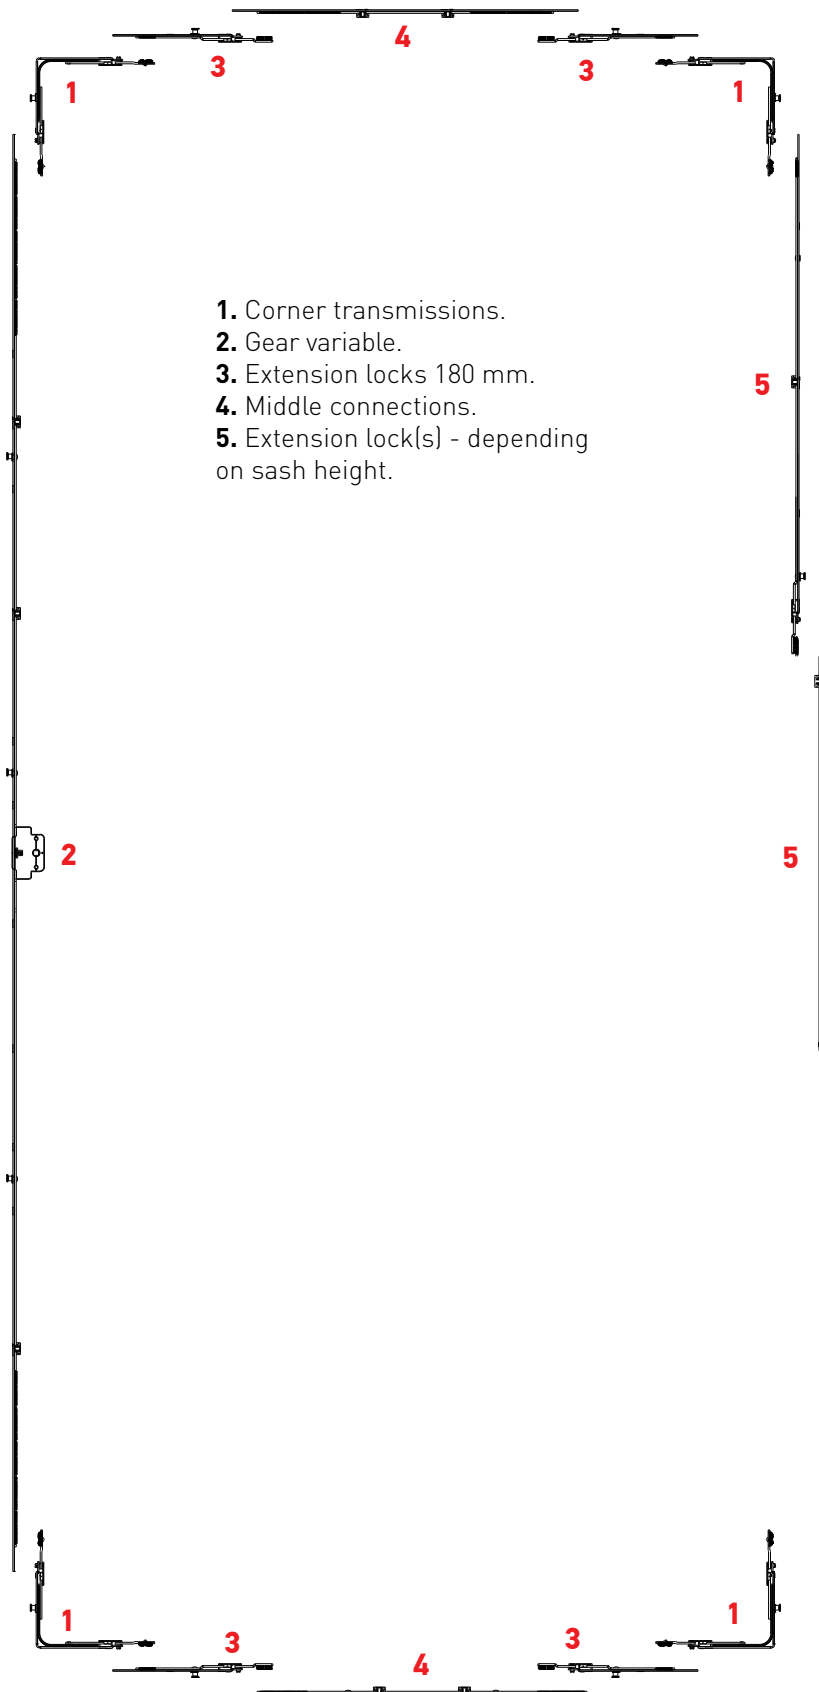 4
3
3
1
1
1. Corner transmissions.
2. Gear variable.
3. Extension locks 180 mm.
4. Middle connections.
5. Extension lock(s) - depending
on sash height.
5
2
5
1
1
3
3
4